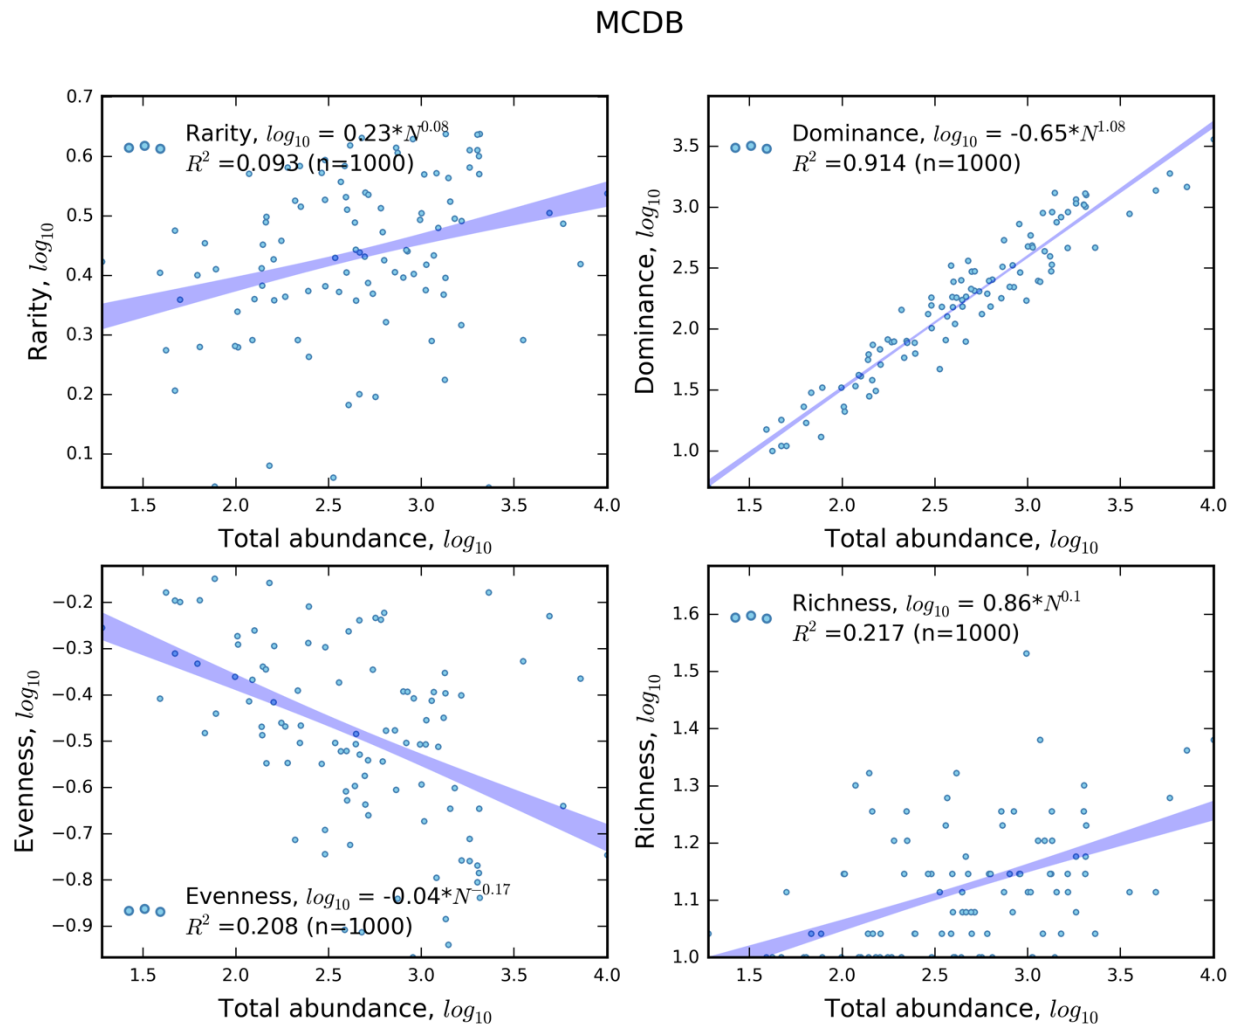 MCDB
0.7
0.6
0.5
0.4
0.3
0.2
0.1
Rarity, log10
Rarity, log10 = 0.23*N^0.08
R^2 =0.093 (n=1000)
1.5 2.0 2.5 3.0 3.5 4.0
Total abundance, log10
3.5
3.0
2.5
2.0
1.5
1.0
Dominance, log10
Dominance, log10 = -0.65*N^1.08
R^2 =0.914 (n=1000)
1.5 2.0 2.5 3.0 3.5 4.0
Total abundance, log10
−0.2
−0.3
−0.4
−0.5
−0.6
−0.7
−0.8
−0.9
Evenness, log10
Evenness, log10 = -0.04*N^−0.17
R^2 =0.208 (n=1000)
1.5 2.0 2.5 3.0 3.5 4.0
Total abundance, log10
1.6
1.5
1.4
1.3
1.2
1.1
1.0
Richness, log10
Richness, log10 = 0.86*N^0.1
R^2 =0.217 (n=1000)
1.5 2.0 2.5 3.0 3.5 4.0
Total abundance, log10